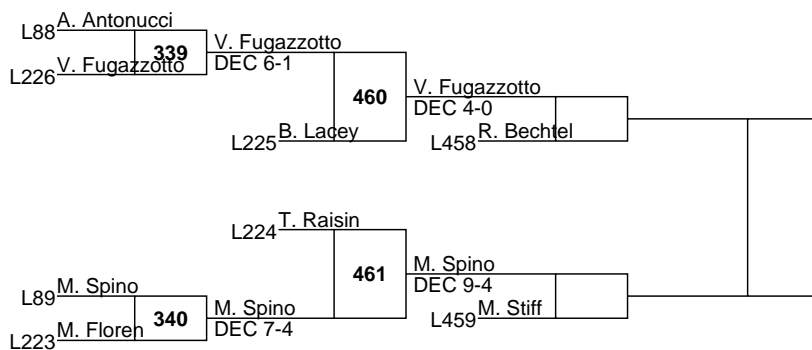 L88 A. Antonucci
339
L226 V. Fugazzotto
V. Fugazzotto
DEC 6-1
460
L225 B. Lacey
V. Fugazzotto
DEC 4-0
L458 R. Bechtel
L224 T. Raisin
461
L89 M. Spino
340
L223 M. Floren
M. Spino
DEC 7-4
M. Spino
DEC 9-4
L459 M. Stiff